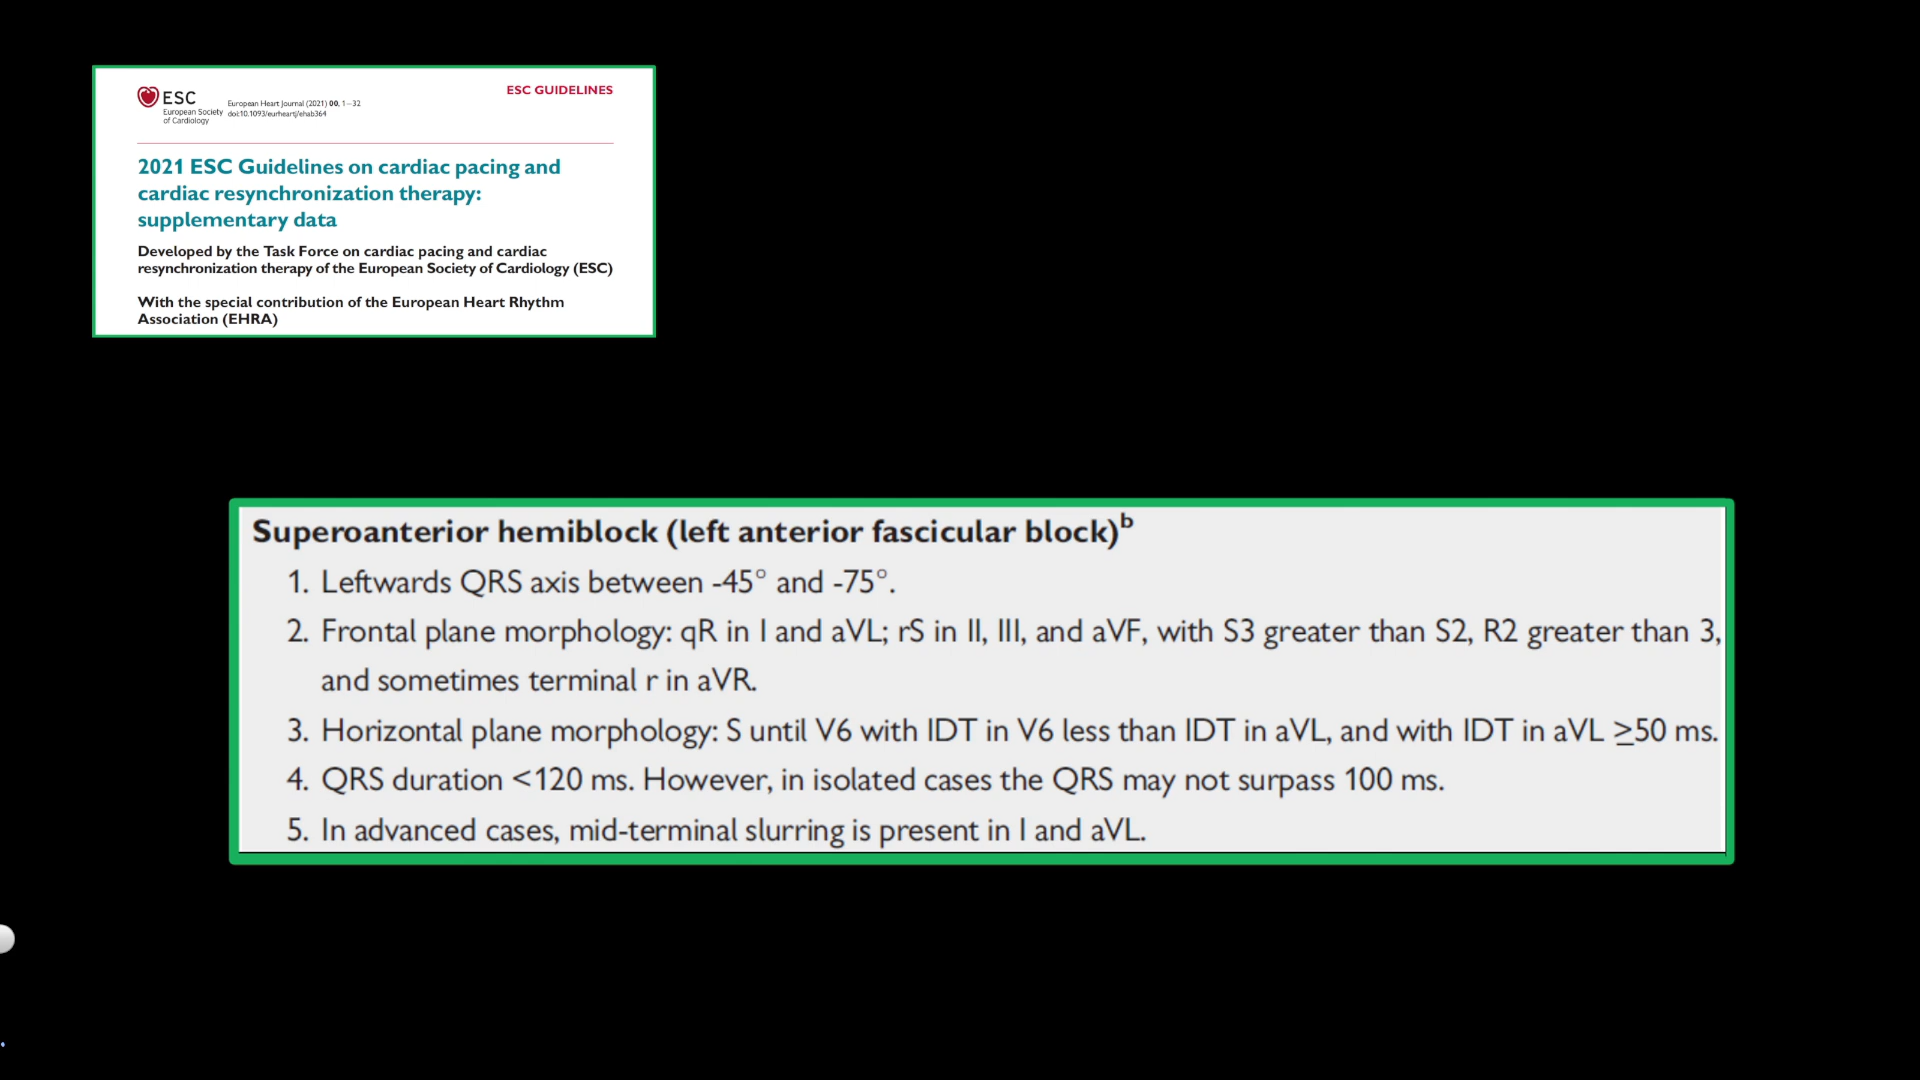 ESC
European Society
of Cardiology
European Heart Journal (2021) 00, 1–32
doi:10.1093/eurheartj/ehab364
ESC GUIDELINES
2021 ESC Guidelines on cardiac pacing and
cardiac resynchronization therapy:
supplementary data
Developed by the Task Force on cardiac pacing and cardiac
resynchronization therapy of the European Society of Cardiology (ESC)
With the special contribution of the European Heart Rhythm
Association (EHRA)
Superoanterior hemiblock (left anterior fascicular block)b
1. Leftwards QRS axis between -45° and -75°.
2. Frontal plane morphology: qR in I and aVL; rS in II, III, and aVF, with S3 greater than S2, R2 greater than 3,
and sometimes terminal r in aVR.
3. Horizontal plane morphology: S until V6 with IDT in V6 less than IDT in aVL, and with IDT in aVL ≥50 ms.
4. QRS duration <120 ms. However, in isolated cases the QRS may not surpass 100 ms.
5. In advanced cases, mid-terminal slurring is present in I and aVL.